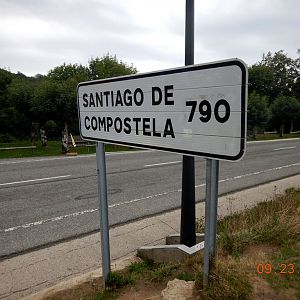 SANTIAGO DE
COMPOSTELA
790
09.23